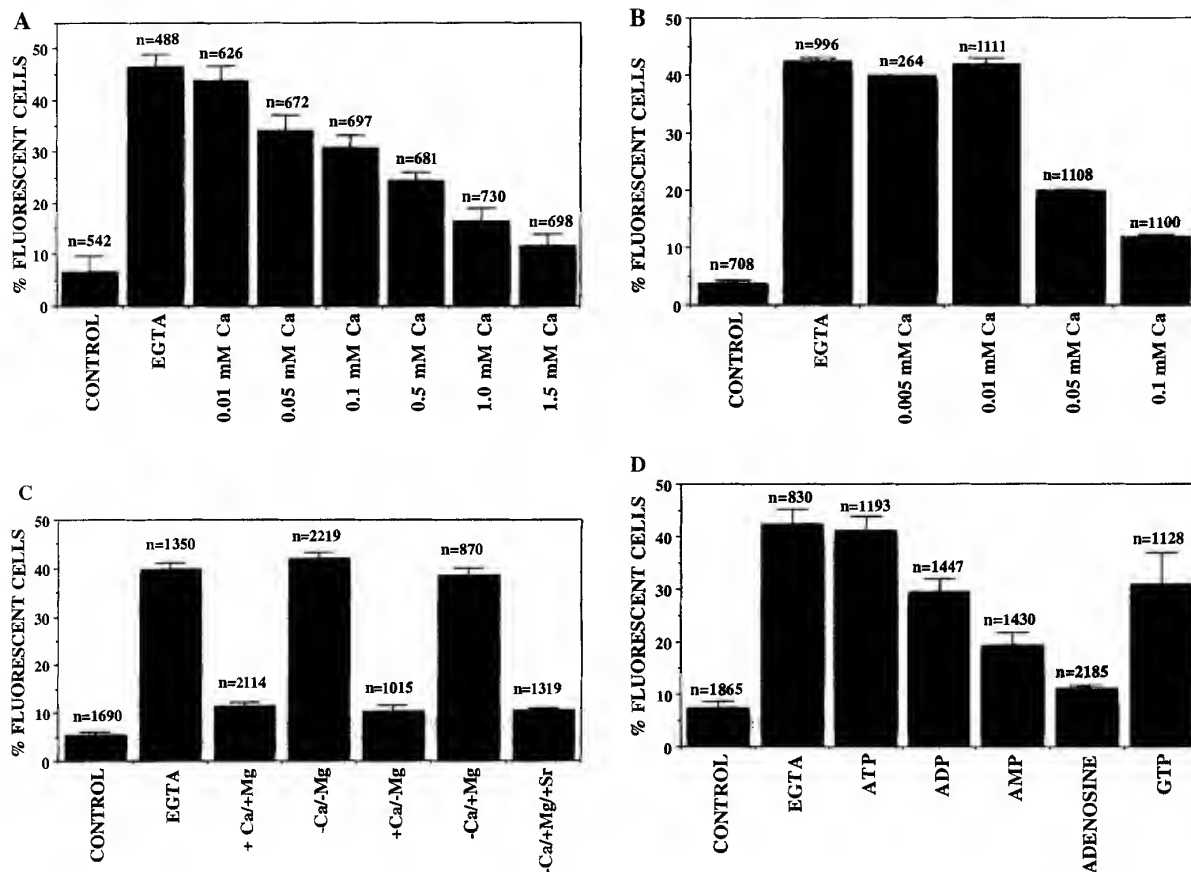 A
% FLUORESCENT CELLS
50
40
30
20
10
0
n=542
n=488
n=626
n=672
n=697
n=681
n=730
n=698
CONTROL
EGTA
0.01 mM Ca
0.05 mM Ca
0.1 mM Ca
0.5 mM Ca
1.0 mM Ca
1.5 mM Ca
B
% FLUORESCENT CELLS
50
40
30
20
10
0
n=708
n=996
n=264
n=1111
n=1108
n=1100
CONTROL
EGTA
0.005 mM Ca
0.01 mM Ca
0.05 mM Ca
0.1 mM Ca
C
% FLUORESCENT CELLS
50
40
30
20
10
0
n=1690
n=1350
n=2114
n=2219
n=1015
n=870
n=1319
CONTROL
EGTA
+ Ca/+Mg
-Ca/-Mg
+Ca/-Mg
-Ca/+Mg
-Ca/+Mg/+Sr
D
% FLUORESCENT CELLS
50
40
30
20
10
0
n=1865
n=830
n=1193
n=1447
n=1430
n=2185
n=1128
CONTROL
EGTA
ATP
ADP
AMP
ADENOSINE
GTP